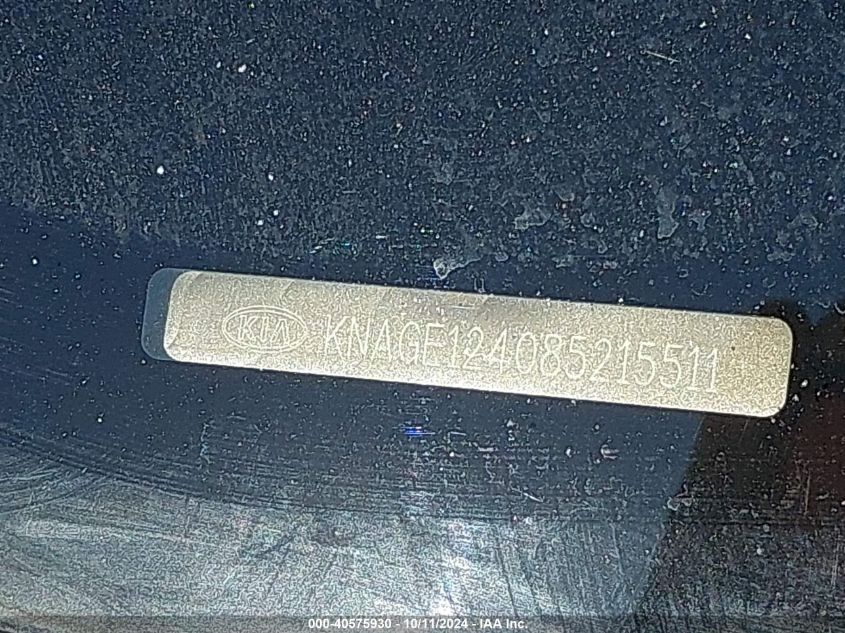 KIA KNAGE124085215511
000-40575930 - 10/11/2024 - IAA Inc.